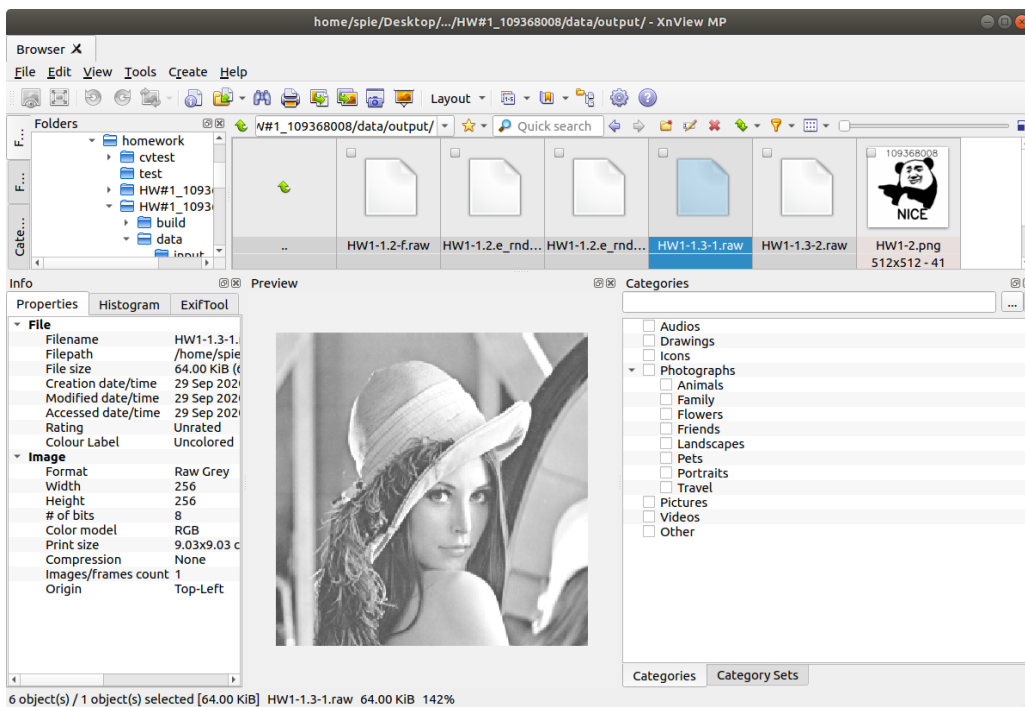 home/spie/Desktop/.../HW#1_109368008/data/output/ - XnView MP
Browser
File Edit View Tools Create Help
Layout
Folders
W#1_109368008/data/output/
Quick search
F...
F...
Cate...
homework
cvtest
test
HW#1_1093
HW#1_1093
build
data
input
..
HW1-1.2-f.raw
HW1-1.2.e_rnd...
HW1-1.2.e_rnd...
HW1-1.3-1.raw
HW1-1.3-2.raw
109368008
NICE
HW1-2.png
512x512 - 41
Info
Properties Histogram ExifTool
File
Filename HW1-1.3-1.
Filepath /home/spie
File size 64.00 KiB (6
Creation date/time 29 Sep 202
Modified date/time 29 Sep 202
Accessed date/time 29 Sep 202
Rating Unrated
Colour Label Uncolored
Image
Format Raw Grey
Width 256
Height 256
# of bits 8
Color model RGB
Print size 9.03x9.03 c
Compression None
Images/frames count 1
Origin Top-Left
Preview
Categories
...
Audios
Drawings
Icons
Photographs
Animals
Family
Flowers
Friends
Landscapes
Pets
Portraits
Travel
Pictures
Videos
Other
Categories Category Sets
6 object(s) / 1 object(s) selected [64.00 KiB] HW1-1.3-1.raw 64.00 KiB 142%